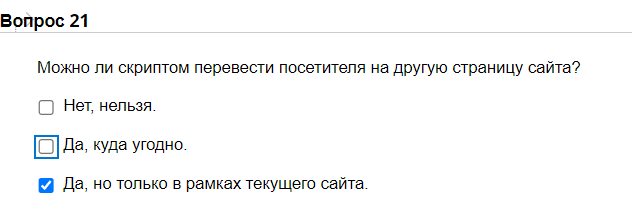 Вопрос 21
Можно ли скриптом перевести посетителя на другую страницу сайта?
Нет, нельзя.
Да, куда угодно.
Да, но только в рамках текущего сайта.